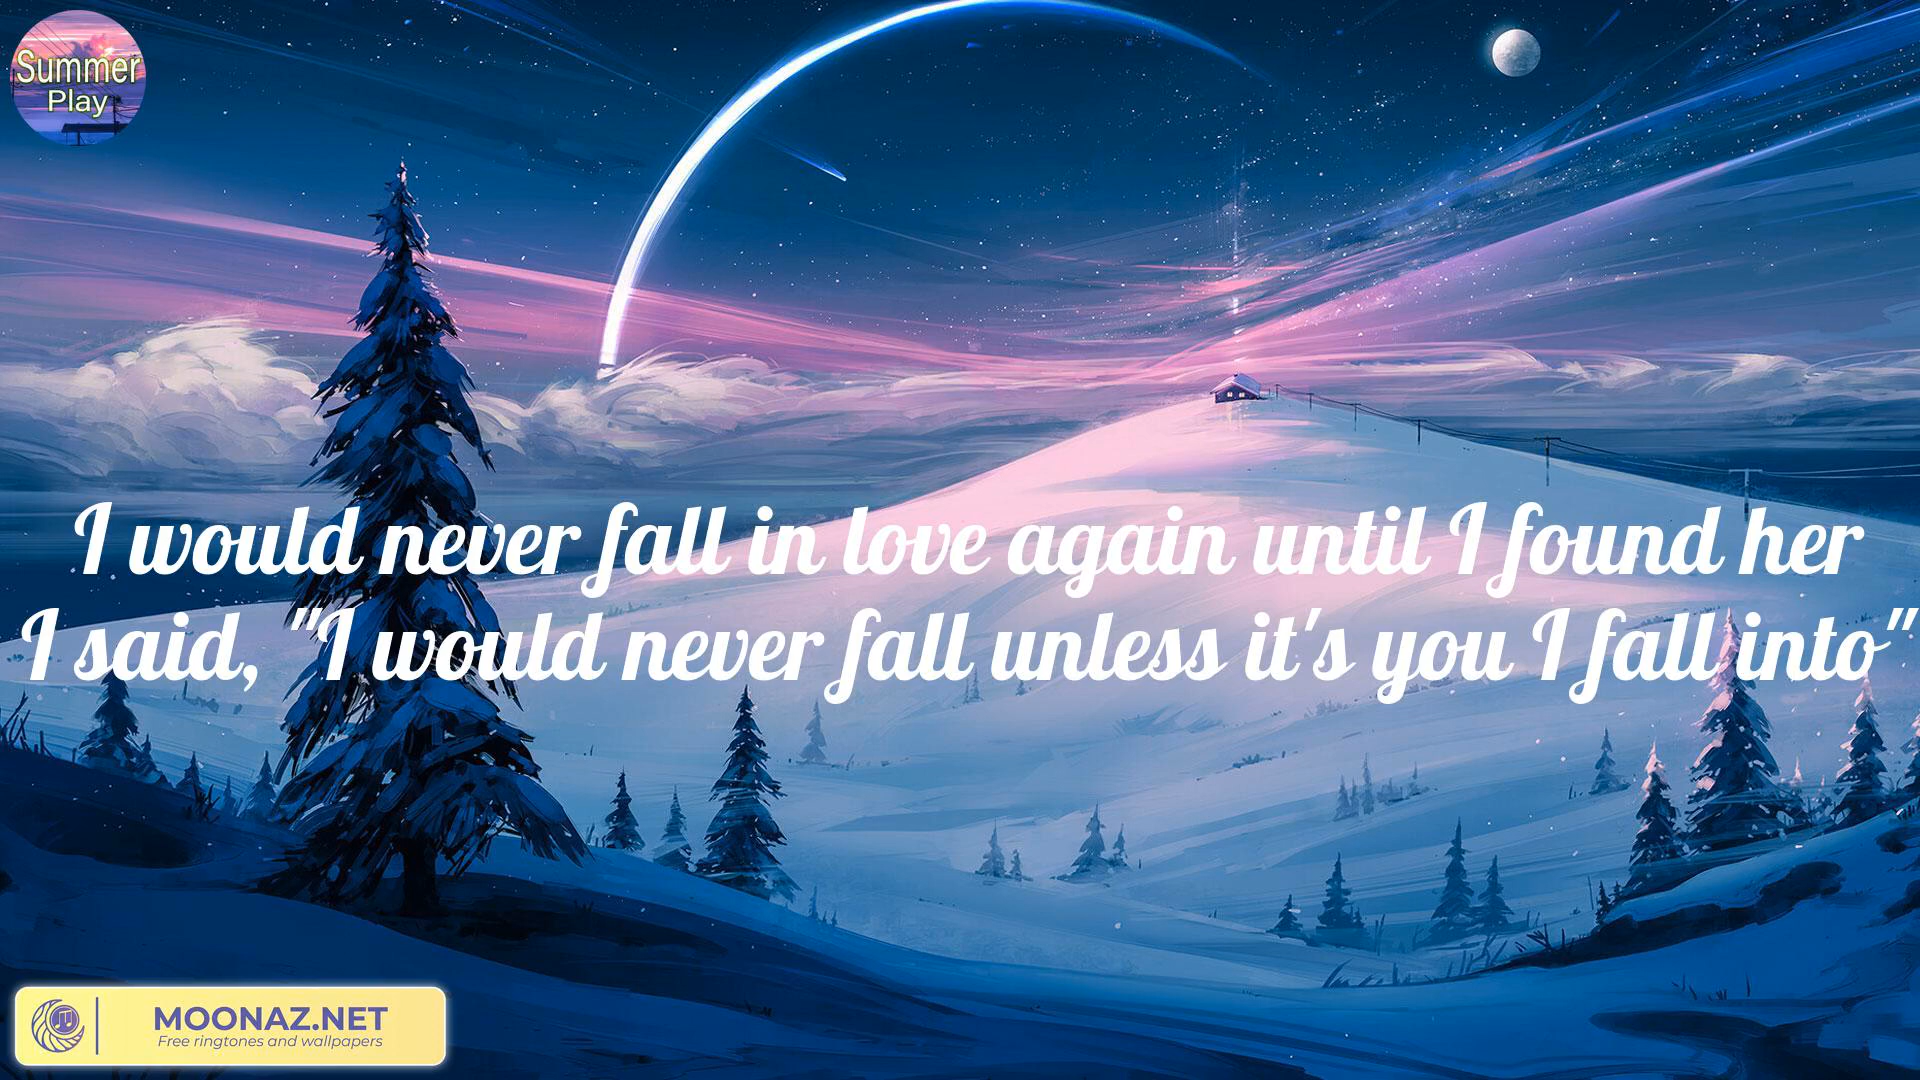 Summer
Play
I would never fall in love again until I found her
I said, "I would never fall unless it's you I fall into"
MOONAZ.NET
Free ringtones and wallpapers